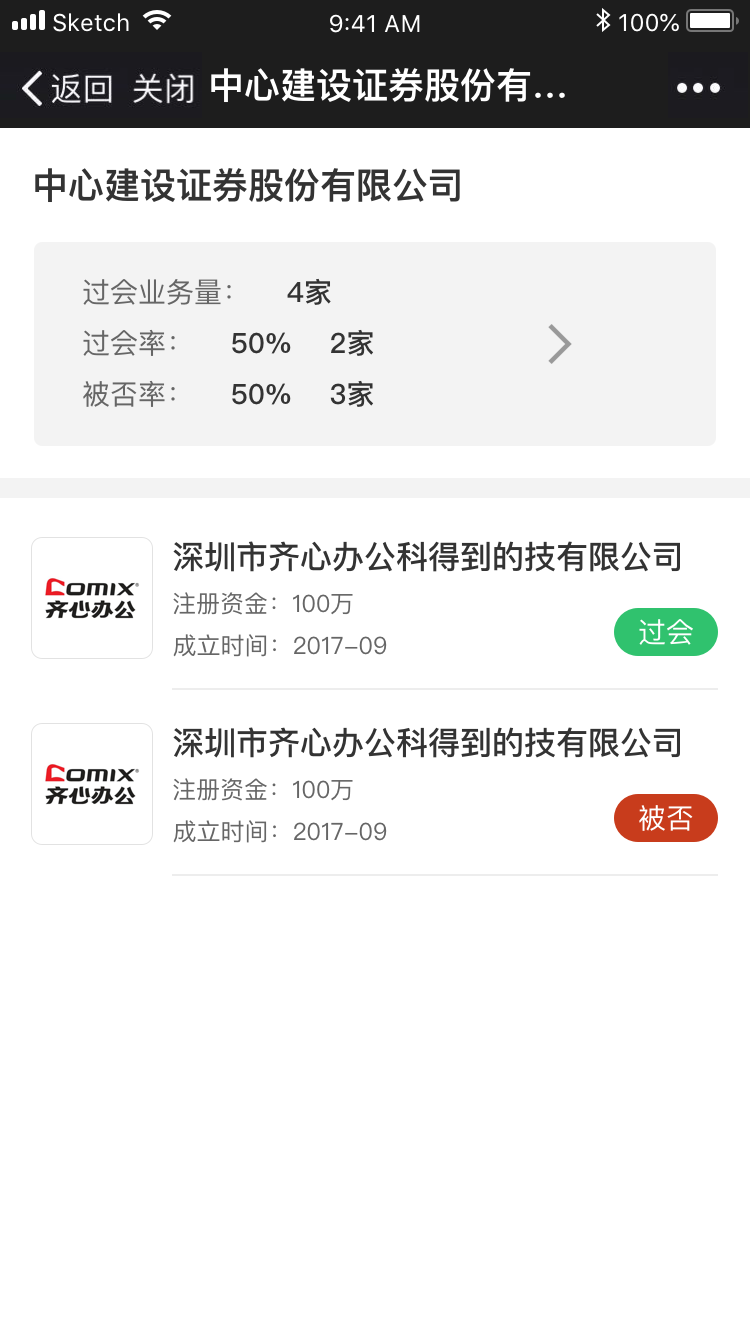 Sketch 9:41 AM 100%
返回 关闭 中心建设证券股份有...
中心建设证券股份有限公司
过会业务量： 4家
过会率： 50% 2家
被否率： 50% 3家
深圳市齐心办公科得到的技有限公司
COMIX®
齐心办公
注册资金：100万
成立时间：2017-09
过会
深圳市齐心办公科得到的技有限公司
COMIX®
齐心办公
注册资金：100万
成立时间：2017-09
被否